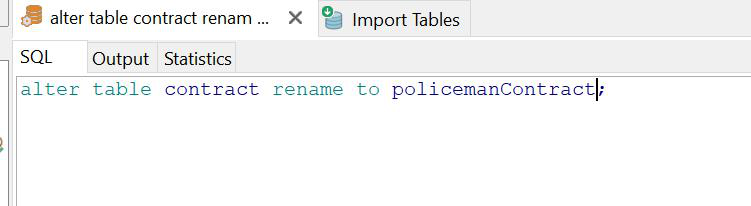 alter table contract renam ... Import Tables
SQL Output Statistics
alter table contract rename to policemanContract;